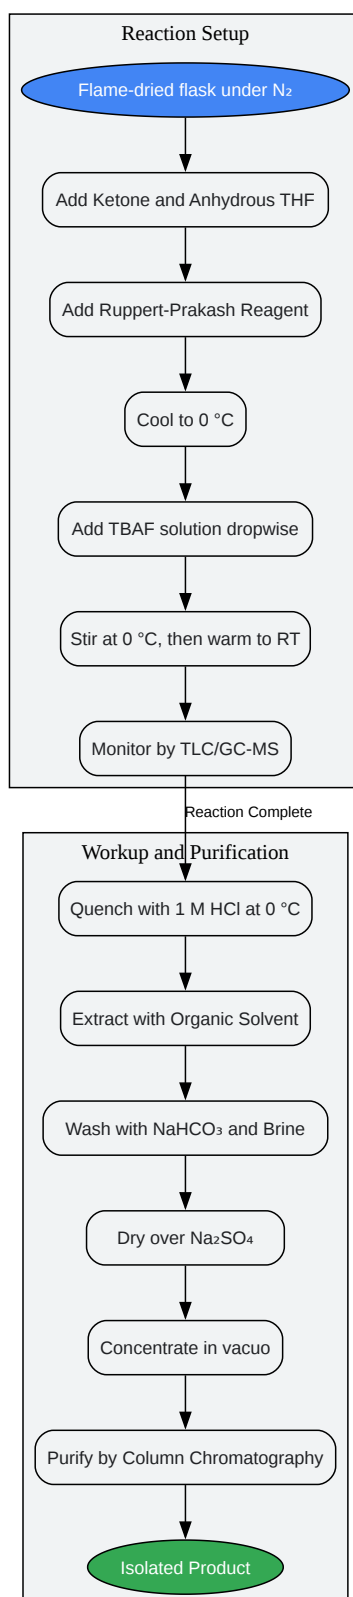 Reaction Setup
Flame-dried flask under N₂
Add Ketone and Anhydrous THF
Add Ruppert-Prakash Reagent
Cool to 0 °C
Add TBAF solution dropwise
Stir at 0 °C, then warm to RT
Monitor by TLC/GC-MS
Reaction Complete
Workup and Purification
Quench with 1 M HCl at 0 °C
Extract with Organic Solvent
Wash with NaHCO₃ and Brine
Dry over Na₂SO₄
Concentrate in vacuo
Purify by Column Chromatography
Isolated Product